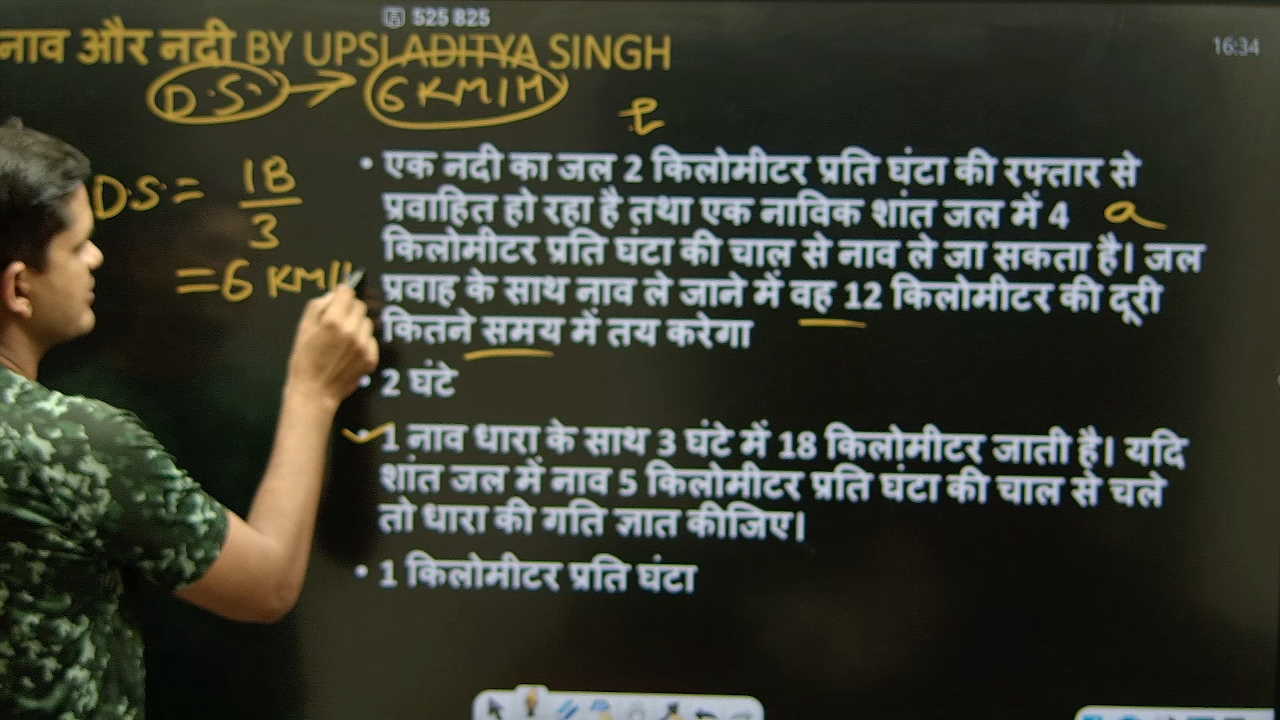 525 825
16:34
नाव और नदी BY UPSI ADITYA SINGH
D.S. → 6 KM/H
D.S. = 18/3
= 6 KM/H
• एक नदी का जल 2 किलोमीटर प्रति घंटा की रफ्तार से
प्रवाहित हो रहा है तथा एक नाविक शांत जल में 4
किलोमीटर प्रति घंटा की चाल से नाव ले जा सकता है। जल
प्रवाह के साथ नाव ले जाने में वह 12 किलोमीटर की दूरी
कितने समय में तय करेगा
• 2 घंटे
• 1 नाव धारा के साथ 3 घंटे में 18 किलोमीटर जाती है। यदि
शांत जल में नाव 5 किलोमीटर प्रति घंटा की चाल से चले
तो धारा की गति ज्ञात कीजिए।
• 1 किलोमीटर प्रति घंटा